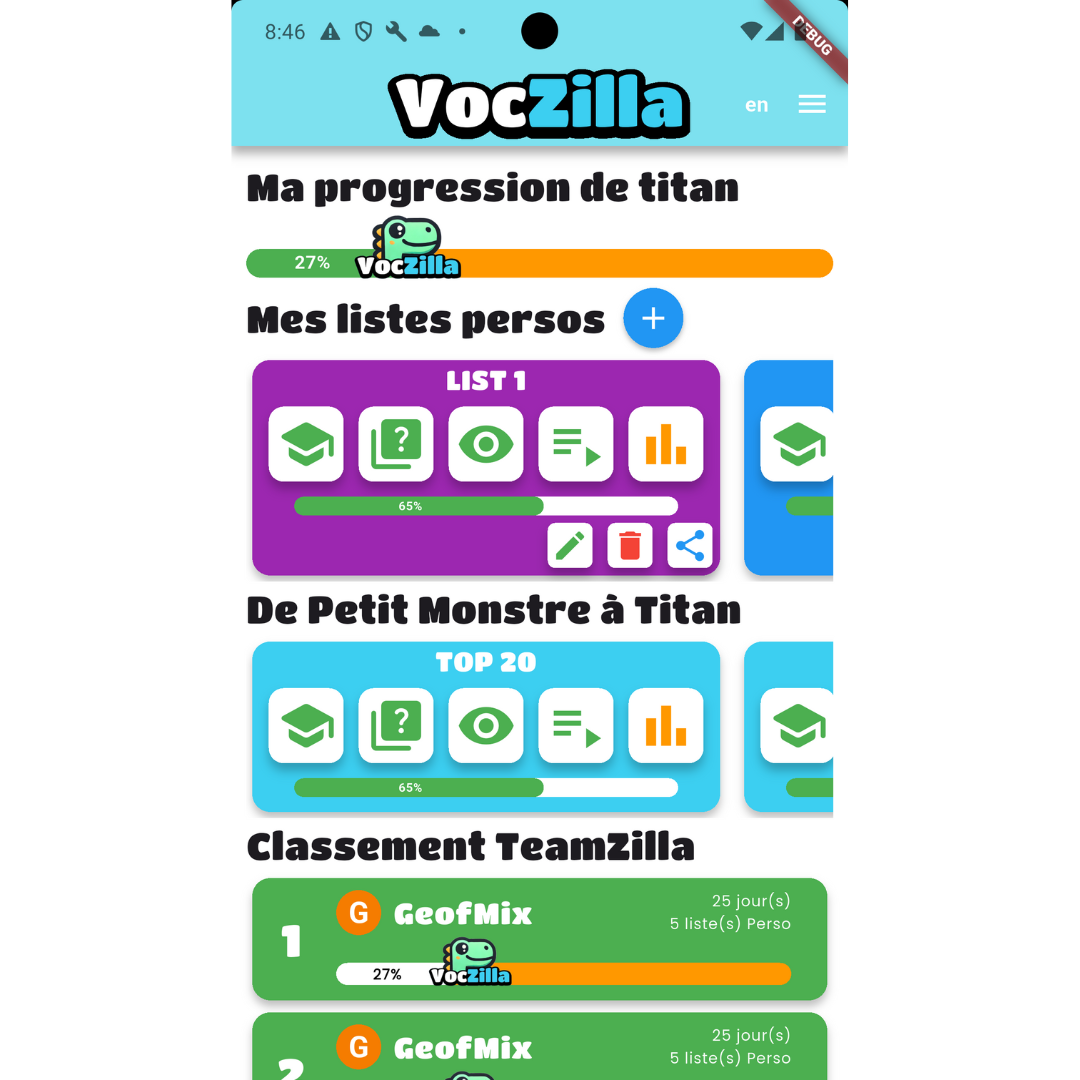 8:46
DEBUG
VocZilla
en
Ma progression de titan
27%
VocZilla
Mes listes persos
LIST 1
?
65%
De Petit Monstre à Titan
TOP 20
?
65%
Classement TeamZilla
1
G
GeofMix
25 jour(s)
5 liste(s) Perso
27%
VocZilla
2
G
GeofMix
25 jour(s)
5 liste(s) Perso